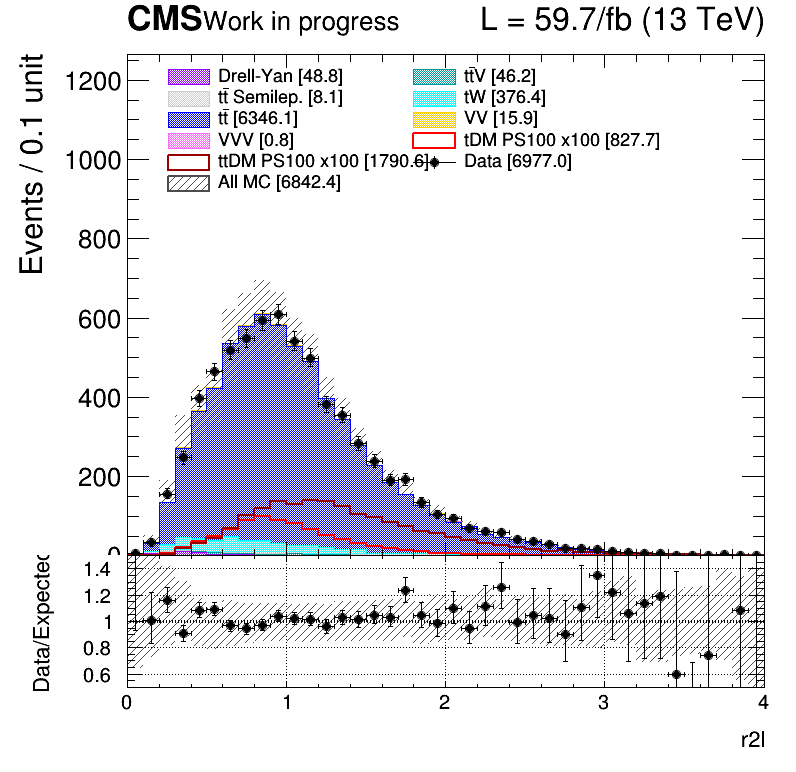 CMS Work in progress L = 59.7/fb (13 TeV)
Events / 0.1 unit
1200
1000
800
600
400
200
0
Drell-Yan [48.8]
tt̄ Semilep. [8.1]
tt̄ [6346.1]
VVV [0.8]
ttDM PS100 x100 [1790.6]
All MC [6842.4]
tt̄V [46.2]
tW [376.4]
VV [15.9]
tDM PS100 x100 [827.7]
Data [6977.0]
Data/Expected
1.4
1.2
1
0.8
0.6
0 1 2 3 4
r2l